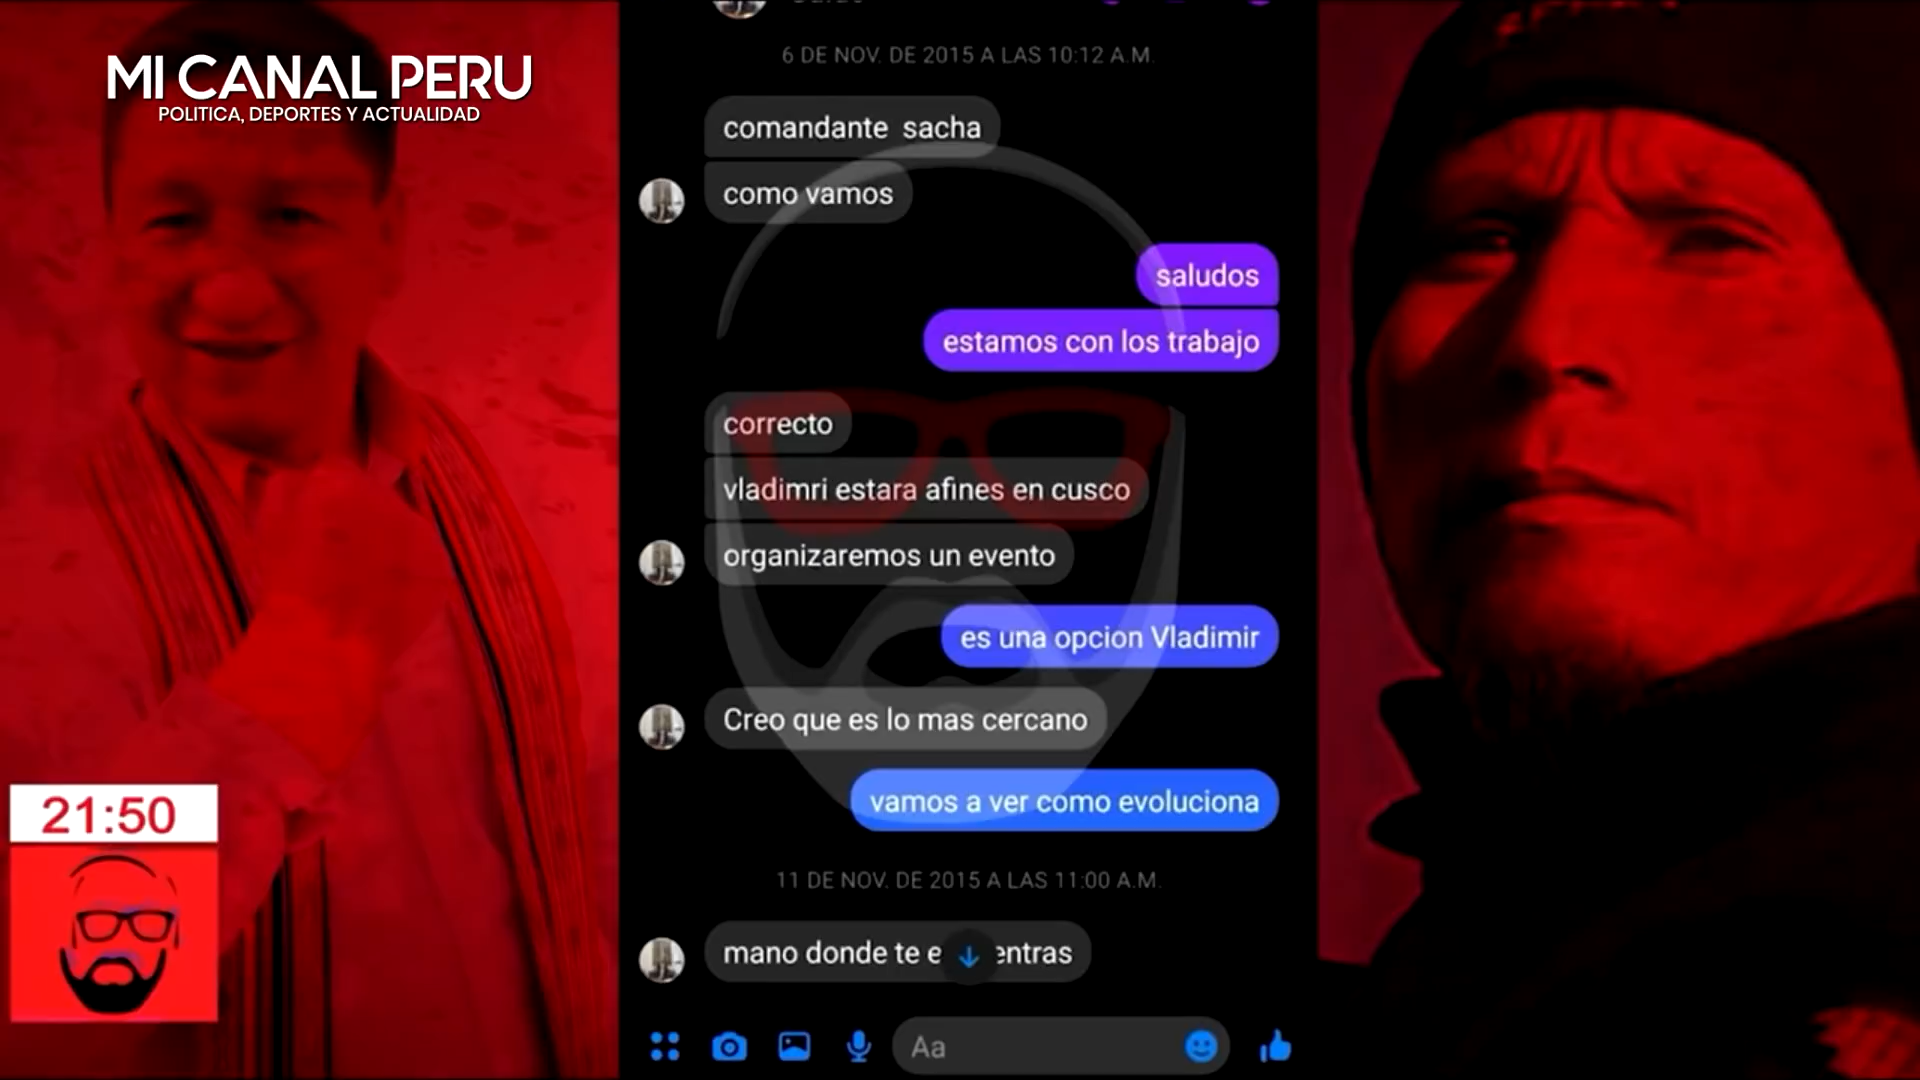 MI CANAL PERU
POLITICA, DEPORTES Y ACTUALIDAD
6 DE NOV. DE 2015 A LAS 10:12 A.M.
comandante sacha
como vamos
saludos
estamos con los trabajo
correcto
vladimri estara afines en cusco
organizaremos un evento
es una opcion Vladimir
Creo que es lo mas cercano
vamos a ver como evoluciona
11 DE NOV. DE 2015 A LAS 11:00 A.M.
mano donde te
Aa
21:50